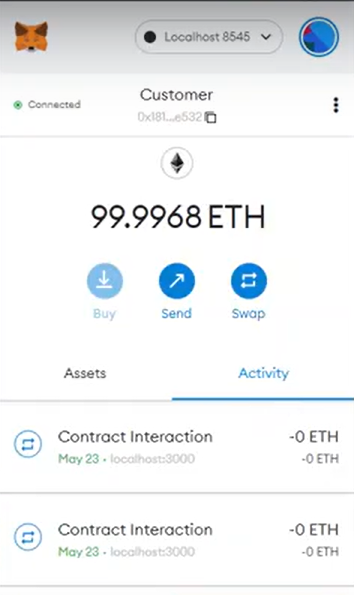 Localhost 8545
Connected
Customer
0x181...e532
99.9968 ETH
Buy
Send
Swap
Assets
Activity
Contract Interaction
-0 ETH
May 23 · localhost:3000
-0 ETH
Contract Interaction
-0 ETH
May 23 · localhost:3000
-0 ETH